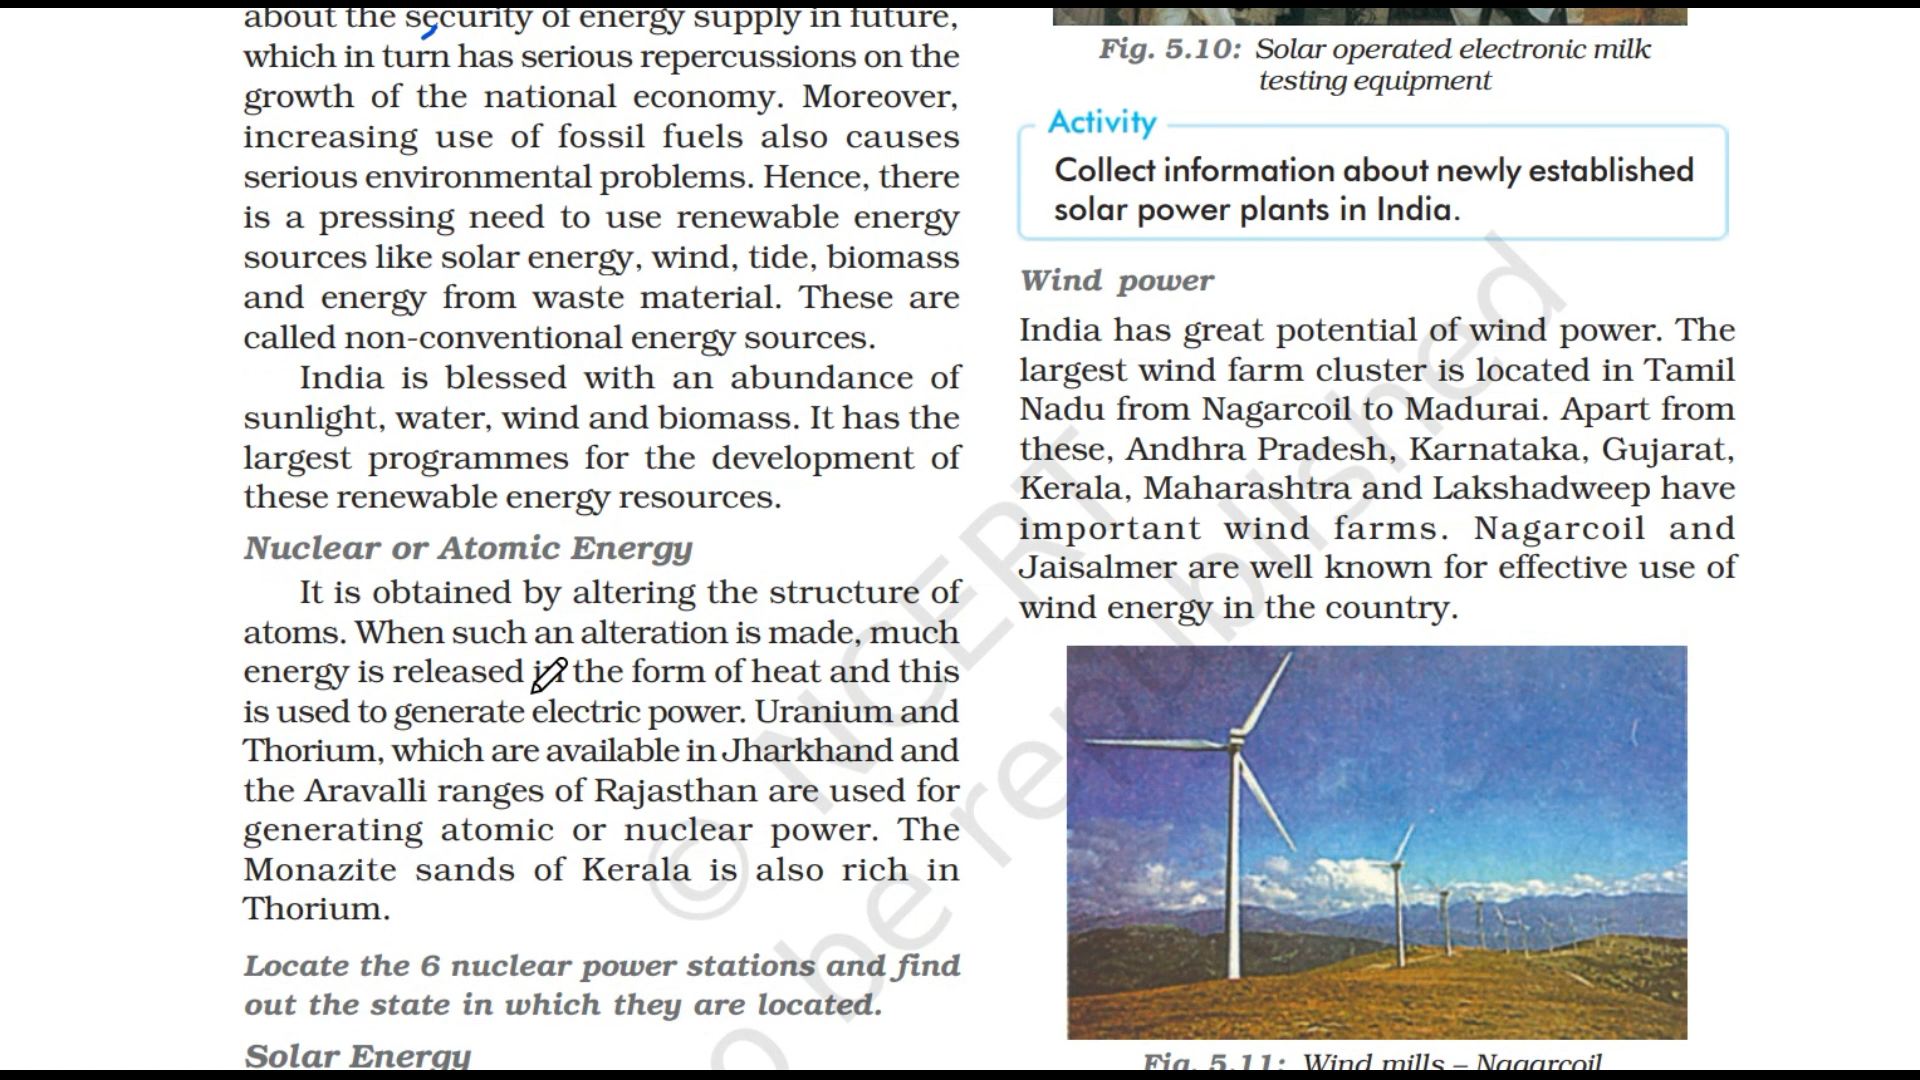 about the security of energy supply in future,
which in turn has serious repercussions on the
growth of the national economy. Moreover,
increasing use of fossil fuels also causes
serious environmental problems. Hence, there
is a pressing need to use renewable energy
sources like solar energy, wind, tide, biomass
and energy from waste material. These are
called non-conventional energy sources.
India is blessed with an abundance of
sunlight, water, wind and biomass. It has the
largest programmes for the development of
these renewable energy resources.
Nuclear or Atomic Energy
It is obtained by altering the structure of
atoms. When such an alteration is made, much
energy is released in the form of heat and this
is used to generate electric power. Uranium and
Thorium, which are available in Jharkhand and
the Aravalli ranges of Rajasthan are used for
generating atomic or nuclear power. The
Monazite sands of Kerala is also rich in
Thorium.
Locate the 6 nuclear power stations and find
out the state in which they are located.
Solar Energy
Fig. 5.10: Solar operated electronic milk
testing equipment
Activity
Collect information about newly established
solar power plants in India.
Wind power
India has great potential of wind power. The
largest wind farm cluster is located in Tamil
Nadu from Nagarcoil to Madurai. Apart from
these, Andhra Pradesh, Karnataka, Gujarat,
Kerala, Maharashtra and Lakshadweep have
important wind farms. Nagarcoil and
Jaisalmer are well known for effective use of
wind energy in the country.
Fig. 5.11: Wind mills – Nagarcoil
© NCERT
o be republished